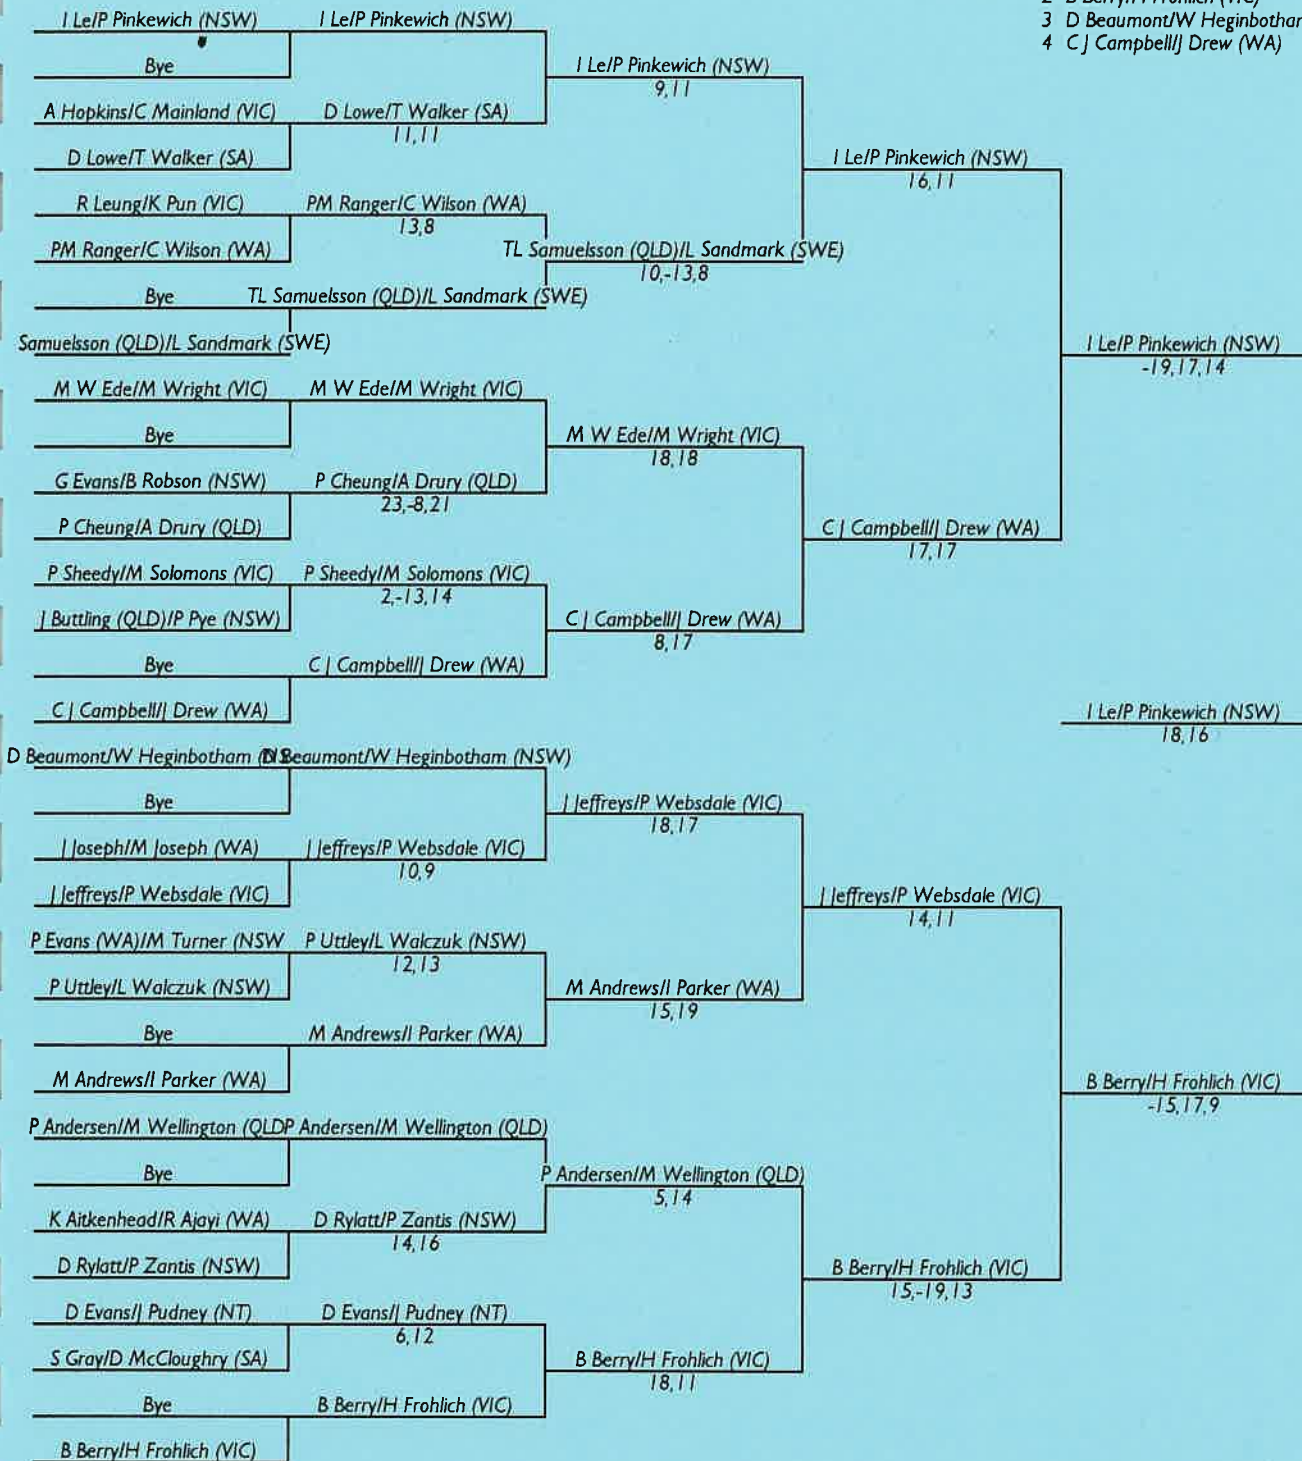 3 D Beaumont/W Heginbotham
4 C J Campbell/J Drew (WA)
I Le/P Pinkewich (NSW)
Bye
A Hopkins/C Mainland (VIC)
D Lowe/T Walker (SA)
R Leung/K Pun (VIC)
PM Ranger/C Wilson (WA)
Bye
Samuelsson (QLD)/L Sandmark (SWE)
M W Ede/M Wright (VIC)
Bye
G Evans/B Robson (NSW)
P Cheung/A Drury (QLD)
P Sheedy/M Solomons (VIC)
J Buttling (QLD)/P Pye (NSW)
Bye
C J Campbell/J Drew (WA)
D Beaumont/W Heginbotham (NS
Bye
J Joseph/M Joseph (WA)
J Jeffreys/P Websdale (VIC)
P Evans (WA)/M Turner (NSW
P Uttley/L Walczuk (NSW)
Bye
M Andrews/I Parker (WA)
P Andersen/M Wellington (QLD
Bye
K Aitkenhead/R Ajayi (WA)
D Rylatt/P Zantis (NSW)
D Evans/J Pudney (NT)
S Gray/D McCloughry (SA)
Bye
B Berry/H Frohlich (VIC)
I Le/P Pinkewich (NSW)
D Lowe/T Walker (SA)
11,11
PM Ranger/C Wilson (WA)
13,8
TL Samuelsson (QLD)/L Sandmark (SWE)
M W Ede/M Wright (VIC)
P Cheung/A Drury (QLD)
23,-8,21
P Sheedy/M Solomons (VIC)
2,-13,14
C J Campbell/J Drew (WA)
D Beaumont/W Heginbotham (NSW)
J Jeffreys/P Websdale (VIC)
10,9
P Uttley/L Walczuk (NSW)
12,13
M Andrews/I Parker (WA)
P Andersen/M Wellington (QLD)
D Rylatt/P Zantis (NSW)
14,16
D Evans/J Pudney (NT)
6,12
B Berry/H Frohlich (VIC)
I Le/P Pinkewich (NSW)
9,11
TL Samuelsson (QLD)/L Sandmark (SWE)
10,-13,8
M W Ede/M Wright (VIC)
18,18
C J Campbell/J Drew (WA)
8,17
J Jeffreys/P Websdale (VIC)
18,17
M Andrews/I Parker (WA)
15,19
P Andersen/M Wellington (QLD)
5,14
B Berry/H Frohlich (VIC)
18,11
I Le/P Pinkewich (NSW)
16,11
C J Campbell/J Drew (WA)
17,17
J Jeffreys/P Websdale (VIC)
14,11
B Berry/H Frohlich (VIC)
15,-19,13
I Le/P Pinkewich (NSW)
-19,17,14
B Berry/H Frohlich (VIC)
-15,17,9
I Le/P Pinkewich (NSW)
18,16